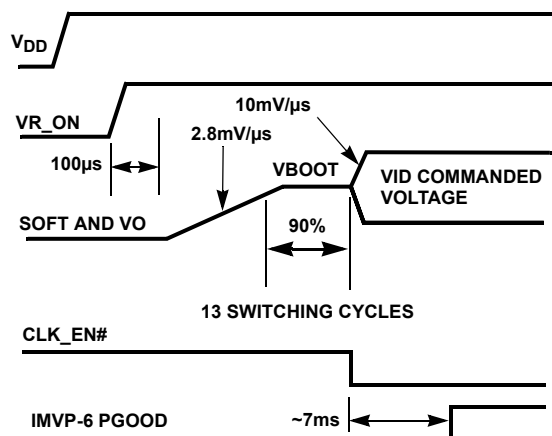 VDD
10mV/µs
VR_ON
2.8mV/µs
100µs
VBOOT
VID COMMANDED
VOLTAGE
SOFT AND VO
90%
13 SWITCHING CYCLES
CLK_EN#
IMVP-6 PGOOD
~7ms